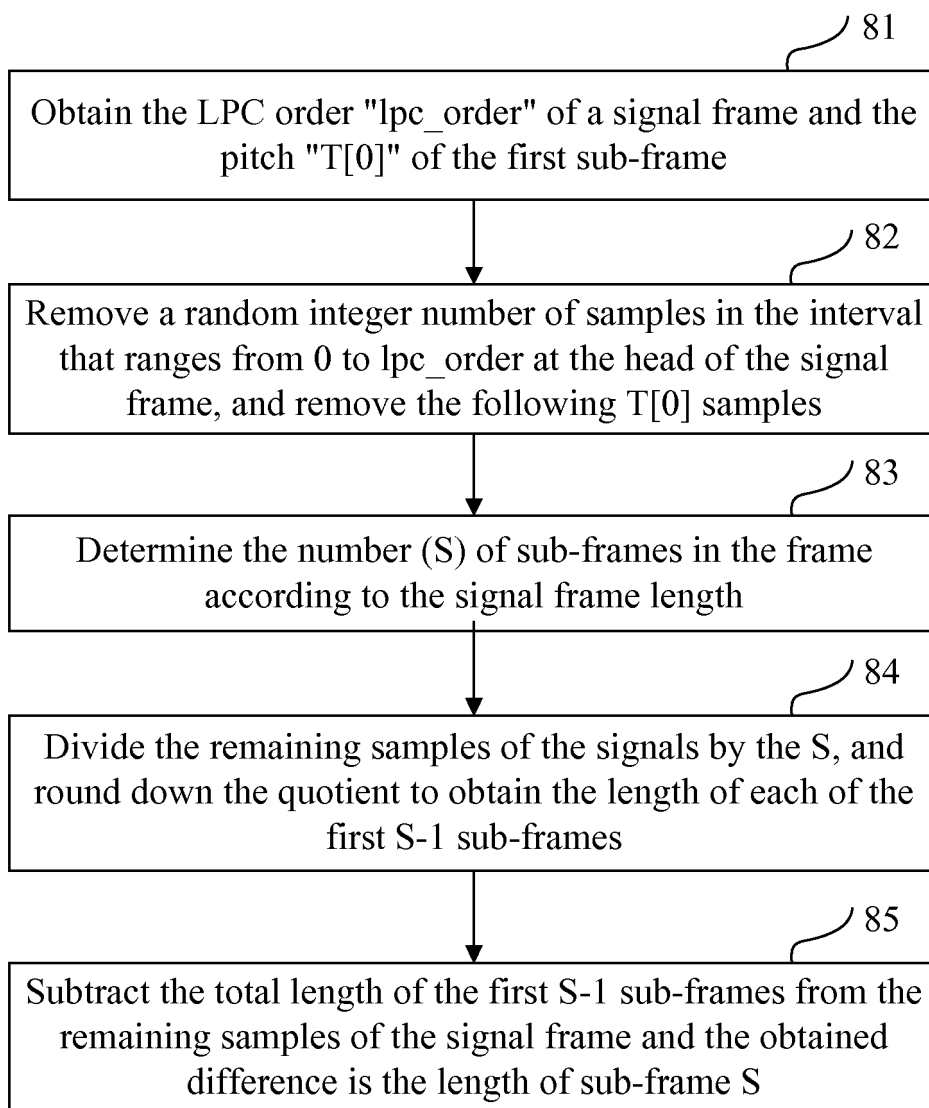 81
Obtain the LPC order "lpc_order" of a signal frame and the
pitch "T[0]" of the first sub-frame
82
Remove a random integer number of samples in the interval
that ranges from 0 to lpc_order at the head of the signal
frame, and remove the following T[0] samples
83
Determine the number (S) of sub-frames in the frame
according to the signal frame length
84
Divide the remaining samples of the signals by the S, and
round down the quotient to obtain the length of each of the
first S-1 sub-frames
85
Subtract the total length of the first S-1 sub-frames from the
remaining samples of the signal frame and the obtained
difference is the length of sub-frame S